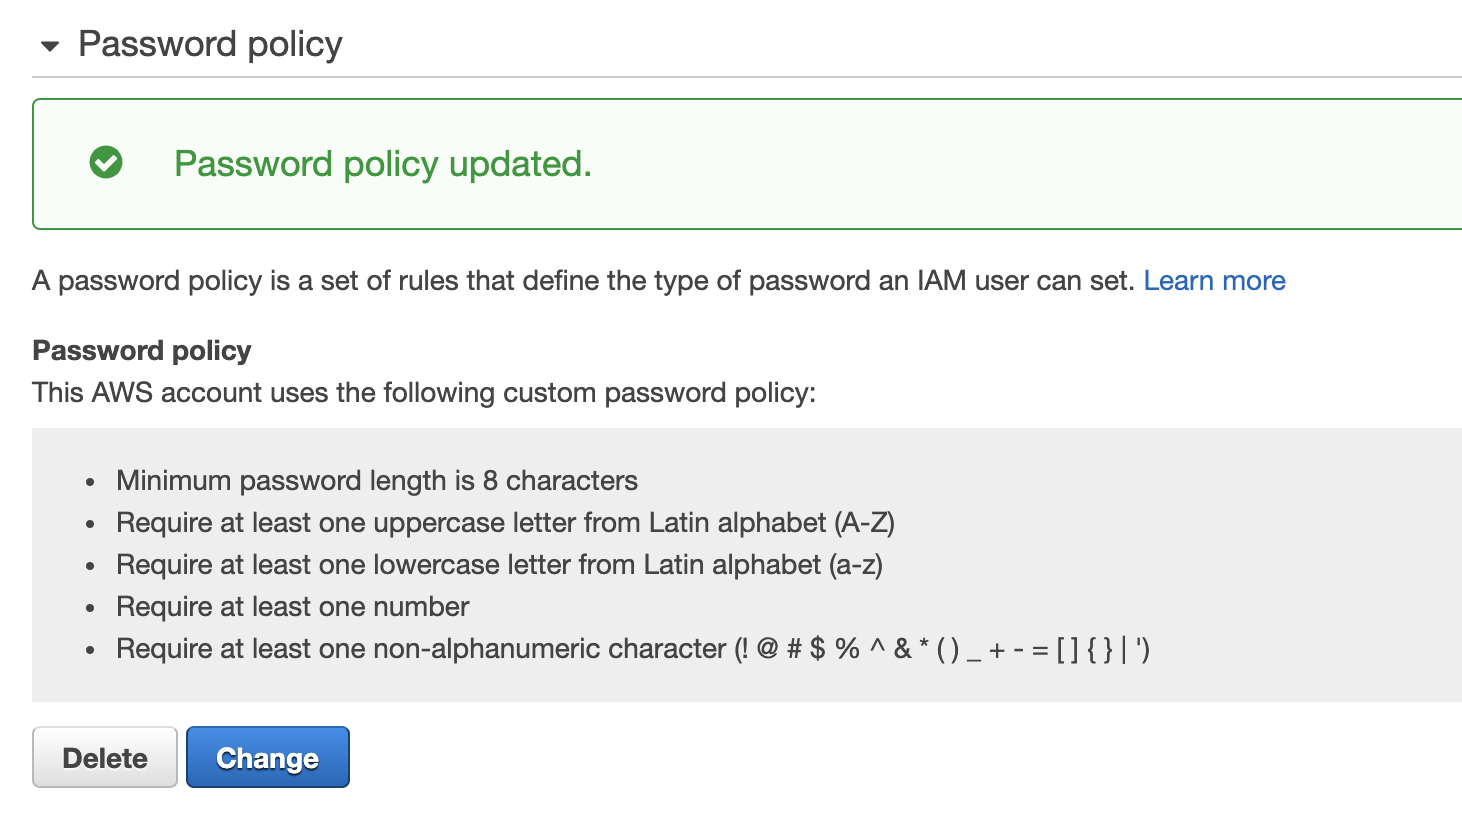 Password policy
Password policy updated.
A password policy is a set of rules that define the type of password an IAM user can set. Learn more
Password policy
This AWS account uses the following custom password policy:
• Minimum password length is 8 characters
• Require at least one uppercase letter from Latin alphabet (A-Z)
• Require at least one lowercase letter from Latin alphabet (a-z)
• Require at least one number
• Require at least one non-alphanumeric character (! @ # $ % ^ & * ( ) _ + - = [ ] { } | ')
Delete Change